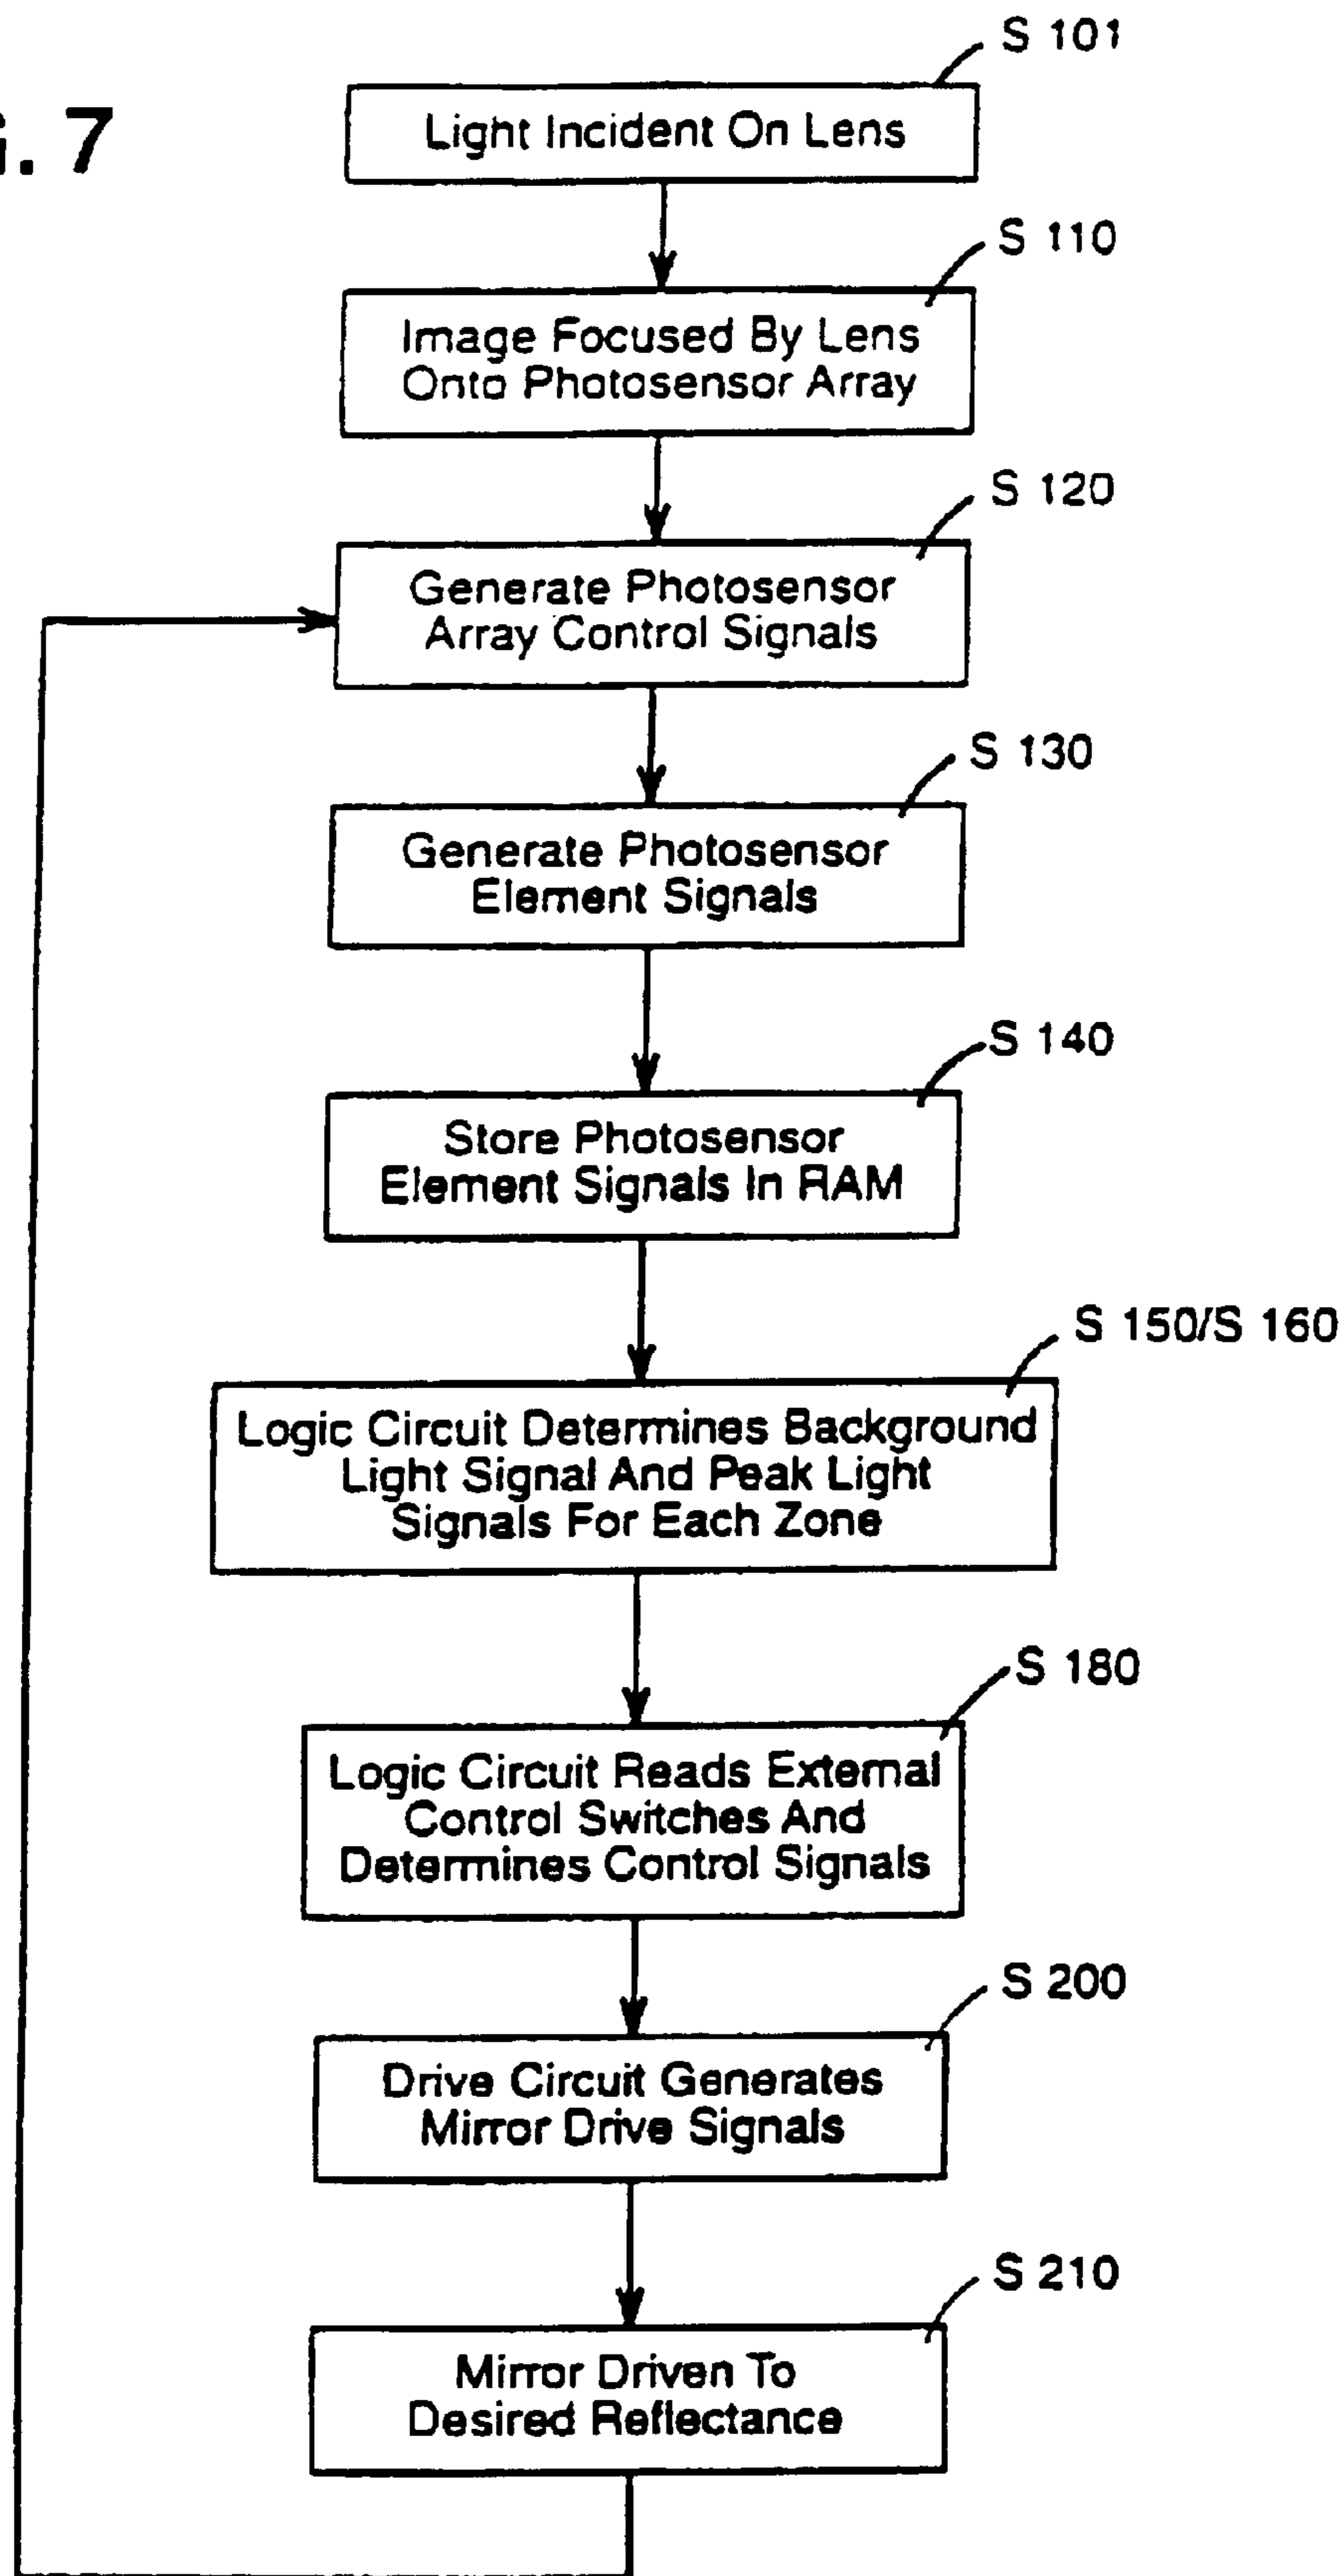 . 7
S 101
Light Incident On Lens
S 110
Image Focused By Lens
Onto Photosensor Array
S 120
Generate Photosensor
Array Control Signals
S 130
Generate Photosensor
Element Signals
S 140
Store Photosensor
Element Signals In RAM
S 150/S 160
Logic Circuit Determines Background
Light Signal And Peak Light
Signals For Each Zone
S 180
Logic Circuit Reads External
Control Switches And
Determines Control Signals
S 200
Drive Circuit Generates
Mirror Drive Signals
S 210
Mirror Driven To
Desired Reflectance